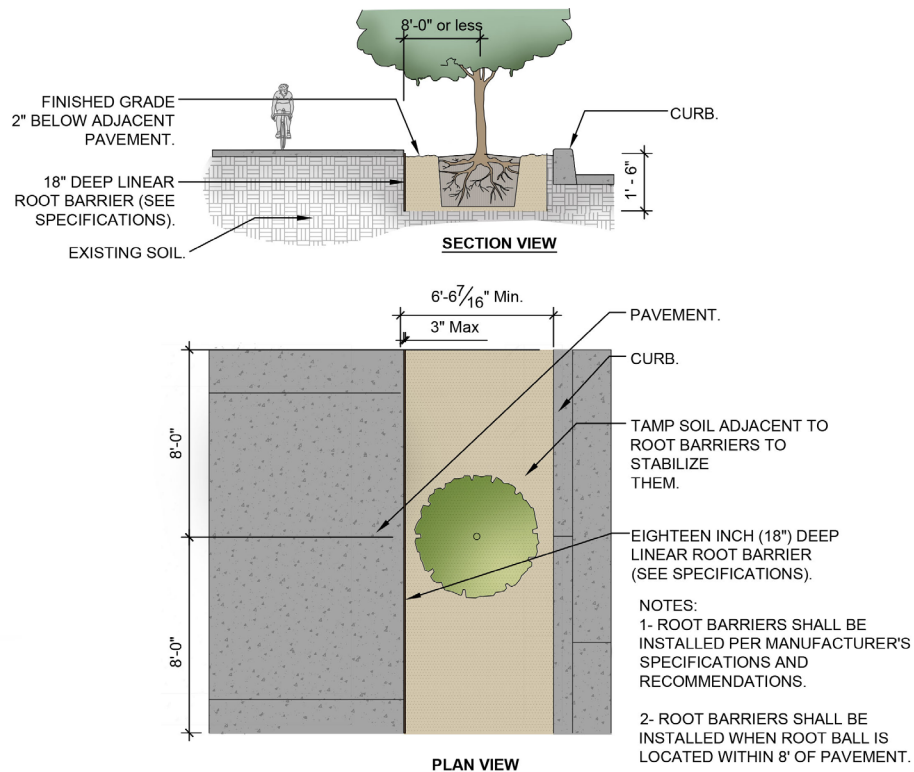 8'-0" or less
FINISHED GRADE
2" BELOW ADJACENT
PAVEMENT.
CURB.
18" DEEP LINEAR
ROOT BARRIER (SEE
SPECIFICATIONS).
1' - 6"
EXISTING SOIL.
SECTION VIEW
6'-6 7/16" Min.
3" Max
PAVEMENT.
CURB.
8'-0"
TAMP SOIL ADJACENT TO
ROOT BARRIERS TO
STABILIZE
THEM.
EIGHTEEN INCH (18") DEEP
LINEAR ROOT BARRIER
(SEE SPECIFICATIONS).
8'-0"
NOTES:
1- ROOT BARRIERS SHALL BE
INSTALLED PER MANUFACTURER'S
SPECIFICATIONS AND
RECOMMENDATIONS.
2- ROOT BARRIERS SHALL BE
INSTALLED WHEN ROOT BALL IS
LOCATED WITHIN 8' OF PAVEMENT.
PLAN VIEW